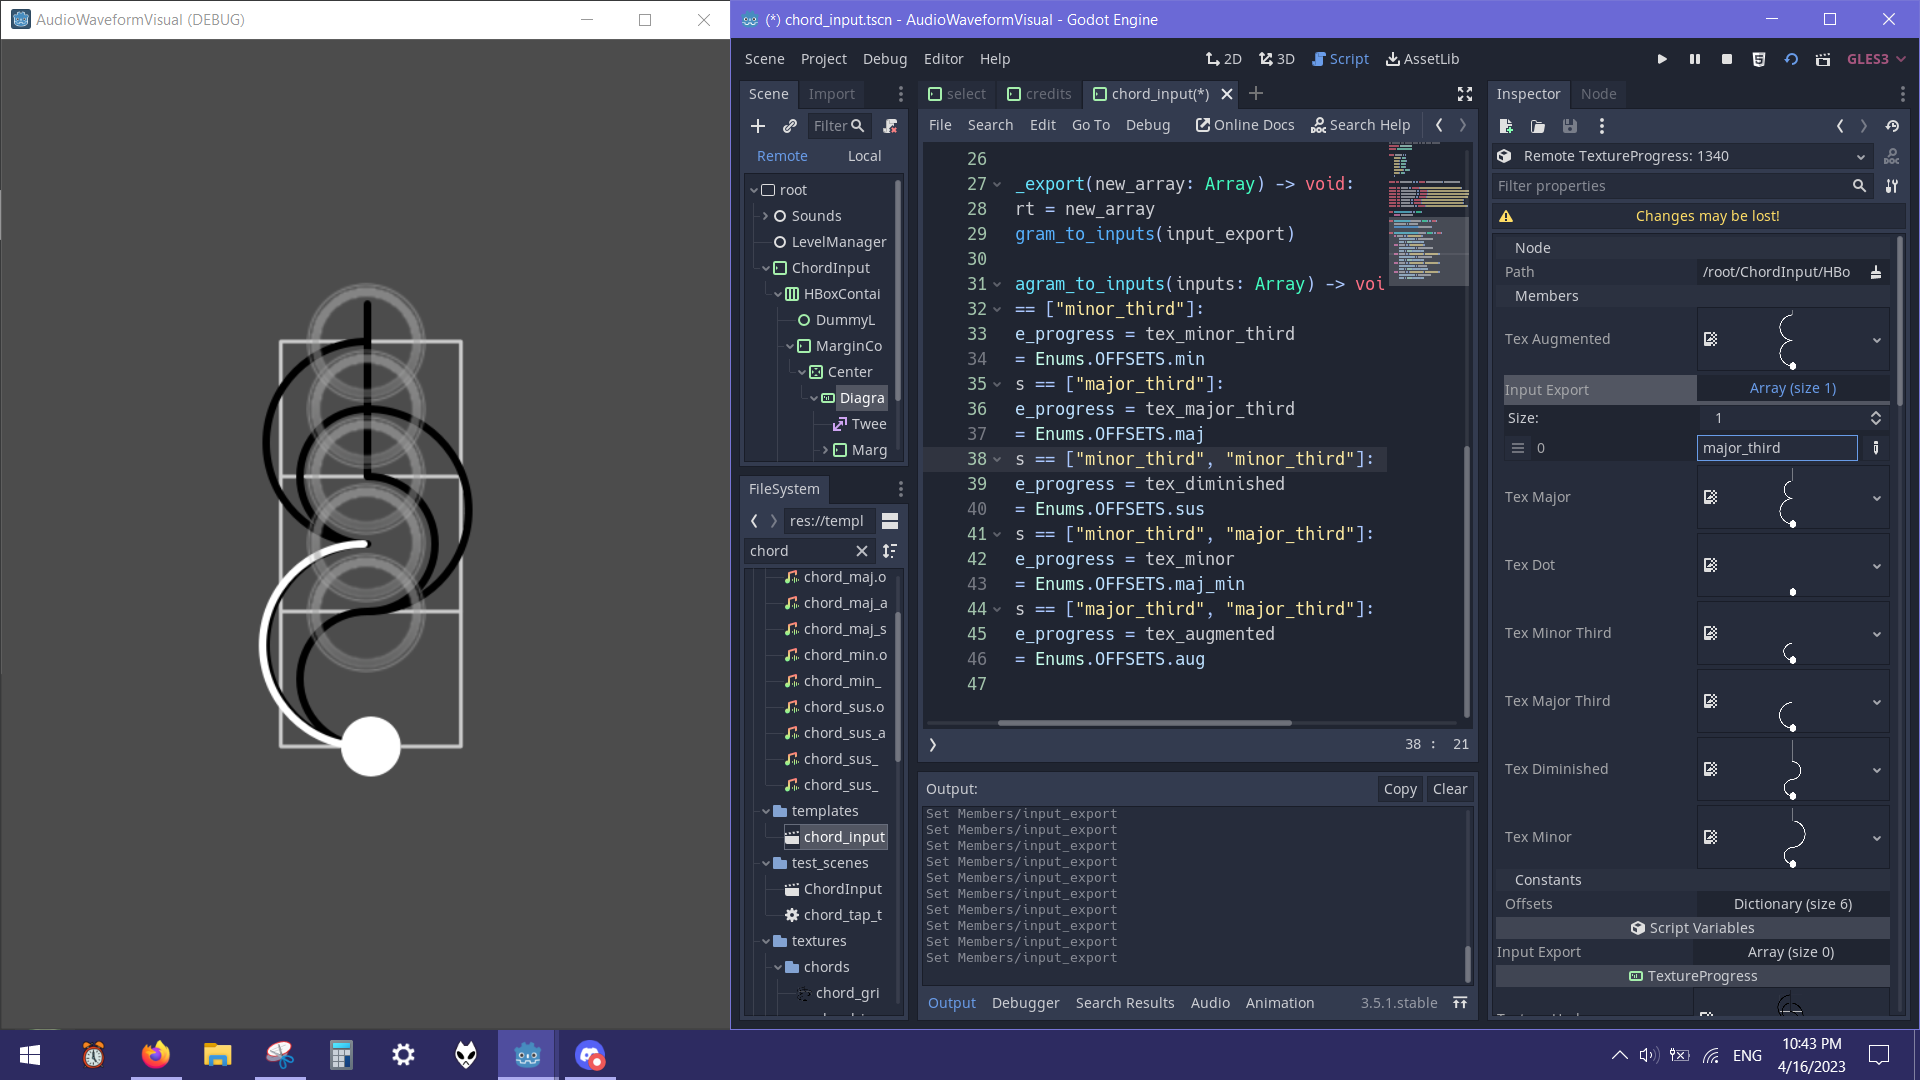 AudioWaveformVisual (DEBUG)
(*) chord_input.tscn - AudioWaveformVisual - Godot Engine
Scene Project Debug Editor Help
2D 3D Script AssetLib
GLES3
Scene Import
select credits chord_input(*)
Inspector Node
Filter
File Search Edit Go To Debug Online Docs Search Help
Remote Local
Remote TextureProgress: 1340
Filter properties
Changes may be lost!
root
Sounds
LevelManager
ChordInput
HBoxContai
DummyL
MarginCo
Center
Diagra
Twee
Marg
FileSystem
res://templ
chord
chord_maj.o
chord_maj_a
chord_maj_s
chord_min.o
chord_min_
chord_sus.o
chord_sus_a
chord_sus_
chord_sus_
templates
chord_input
test_scenes
ChordInput
chord_tap_t
textures
chords
chord_gri
26
27 _export(new_array: Array) -> void:
28 rt = new_array
29 gram_to_inputs(input_export)
30
31 agram_to_inputs(inputs: Array) -> voi
32 == ["minor_third"]:
33 e_progress = tex_minor_third
34 = Enums.OFFSETS.min
35 s == ["major_third"]:
36 e_progress = tex_major_third
37 = Enums.OFFSETS.maj
38 s == ["minor_third", "minor_third"]:
39 e_progress = tex_diminished
40 = Enums.OFFSETS.sus
41 s == ["minor_third", "major_third"]:
42 e_progress = tex_minor
43 = Enums.OFFSETS.maj_min
44 s == ["major_third", "major_third"]:
45 e_progress = tex_augmented
46 = Enums.OFFSETS.aug
47
38 : 21
Output:
Copy Clear
Set Members/input_export
Set Members/input_export
Set Members/input_export
Set Members/input_export
Set Members/input_export
Set Members/input_export
Set Members/input_export
Set Members/input_export
Set Members/input_export
Set Members/input_export
Output Debugger Search Results Audio Animation 3.5.1.stable
Node
Path /root/ChordInput/HBo
Members
Tex Augmented
Input Export Array (size 1)
Size: 1
0 major_third
Tex Major
Tex Dot
Tex Minor Third
Tex Major Third
Tex Diminished
Tex Minor
Constants
Offsets Dictionary (size 6)
Script Variables
Input Export Array (size 0)
TextureProgress
ENG
10:43 PM
4/16/2023